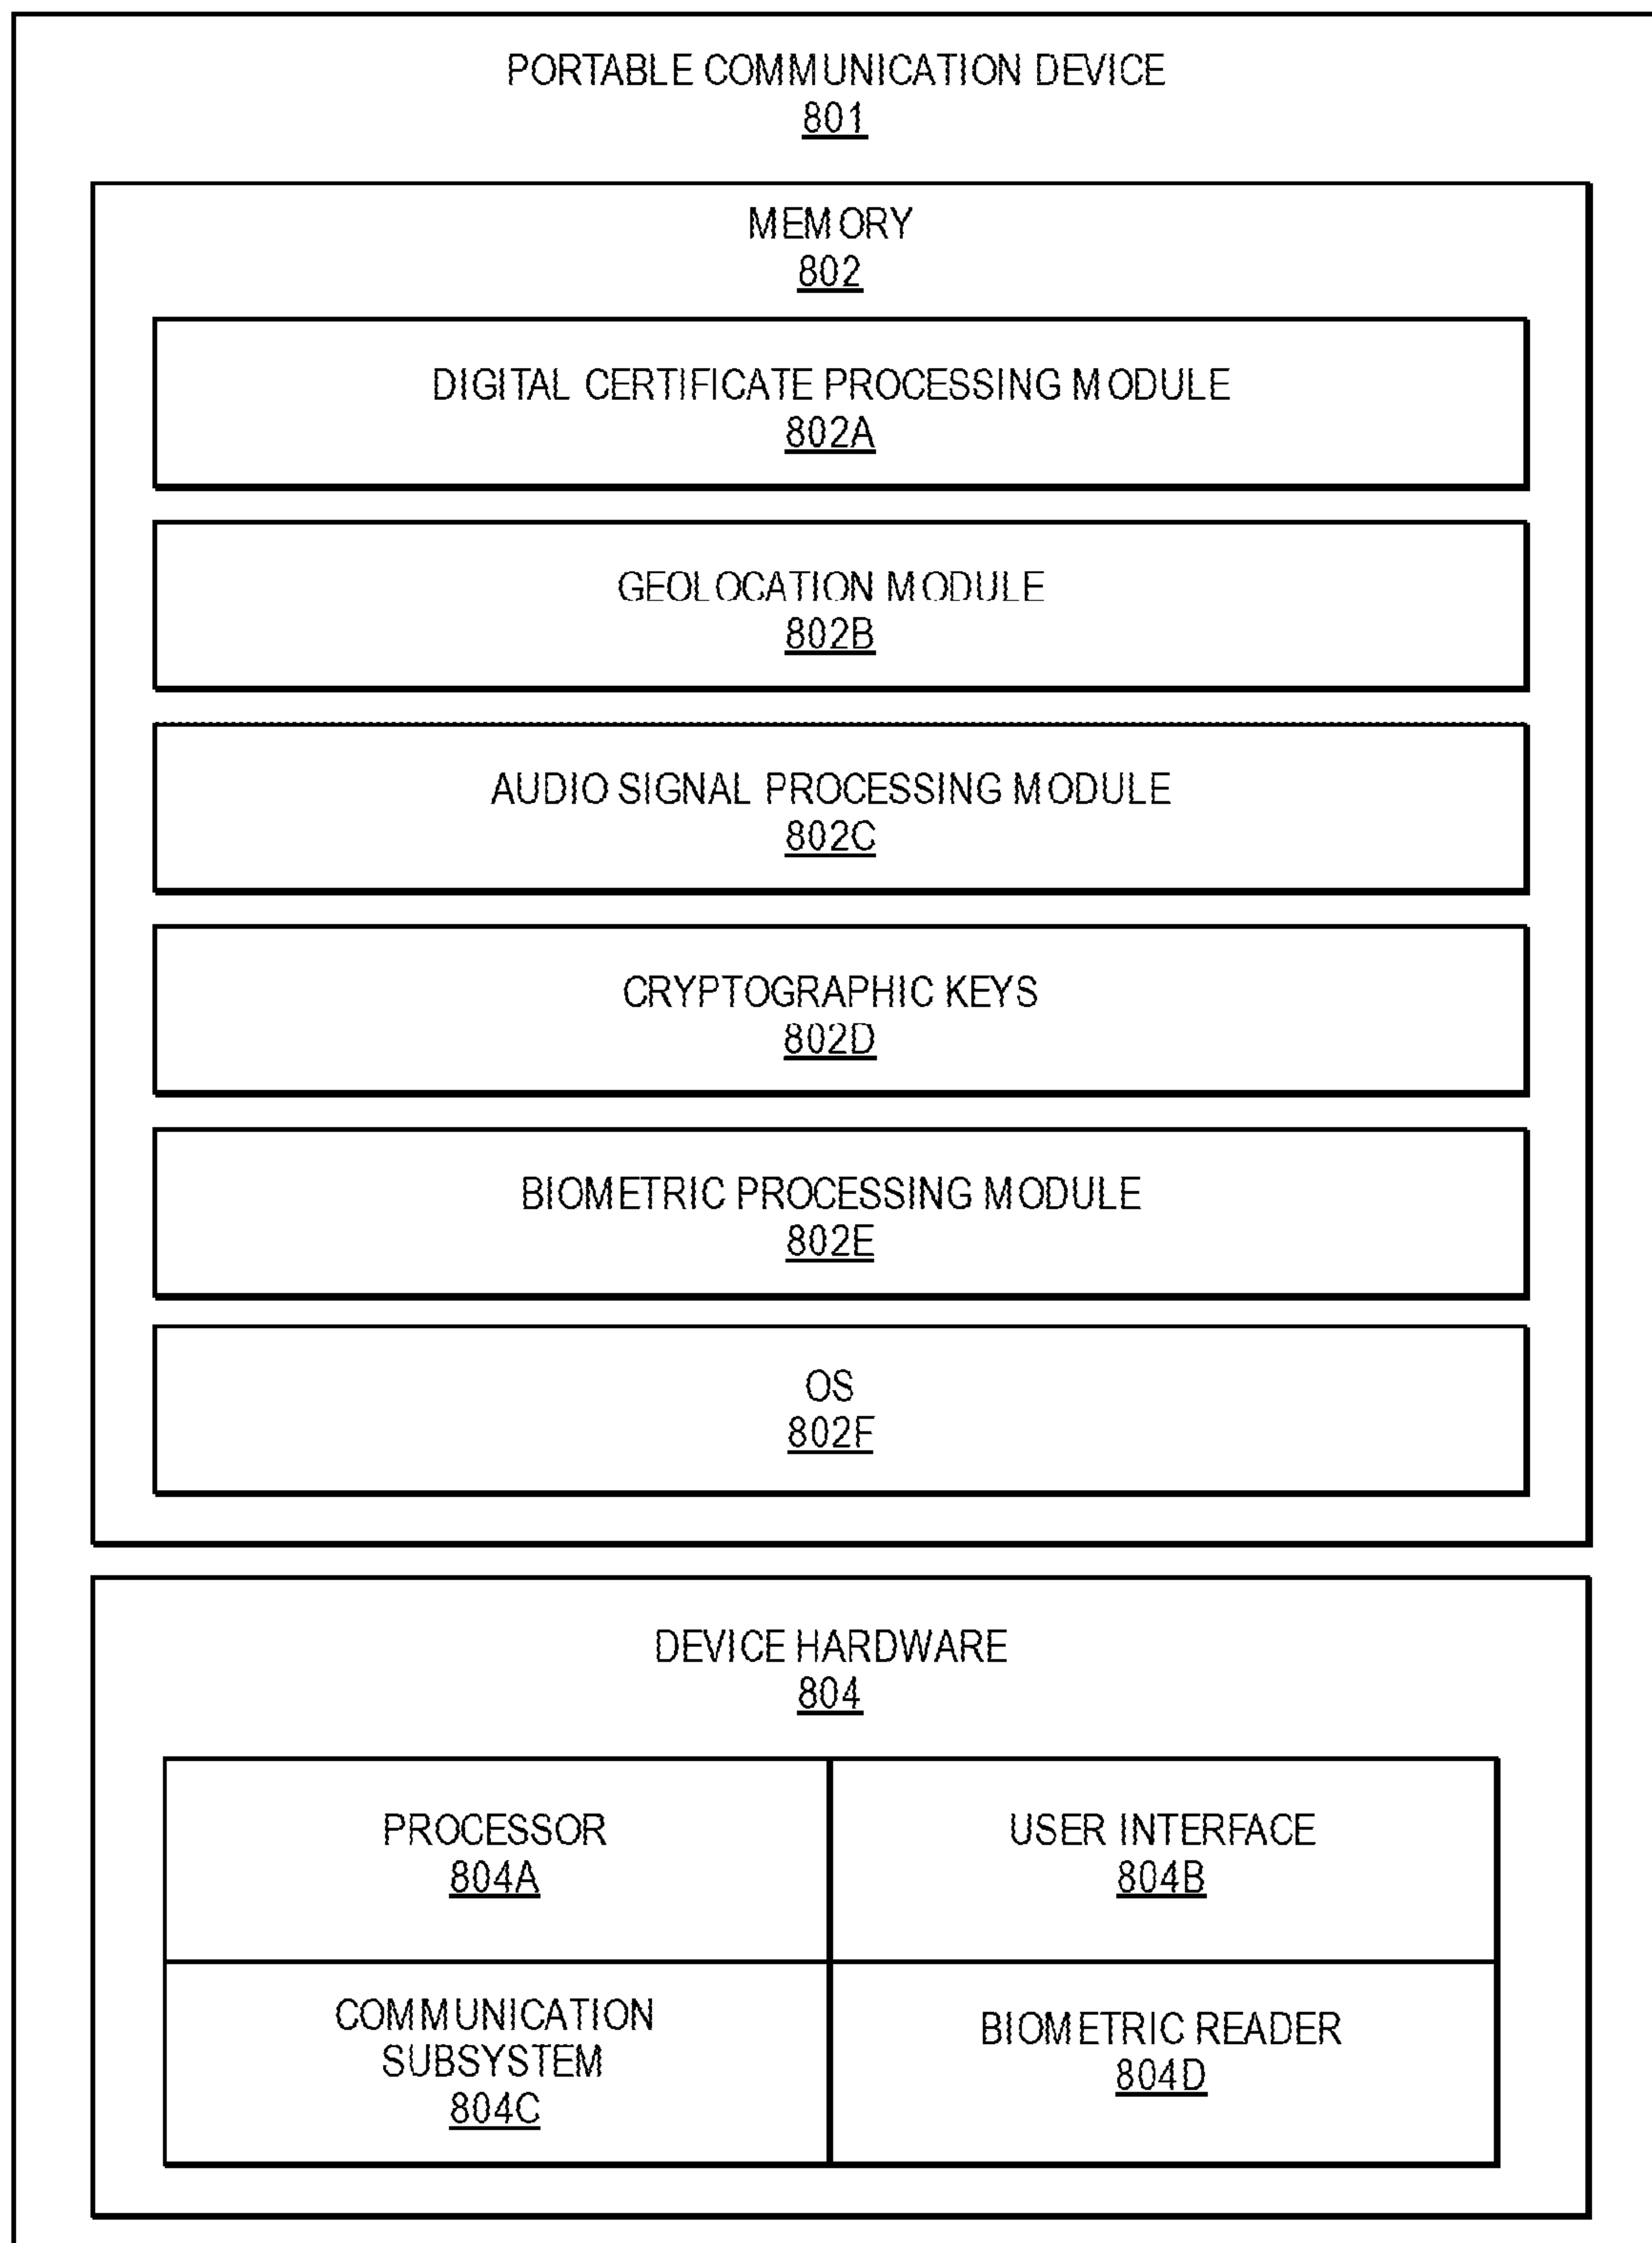 PORTABLE COMMUNICATION DEVICE
801
MEMORY
802
DIGITAL CERTIFICATE PROCESSING MODULE
802A
GEOLOCATION MODULE
802B
AUDIO SIGNAL PROCESSING MODULE
802C
CRYPTOGRAPHIC KEYS
802D
BIOMETRIC PROCESSING MODULE
802E
OS
802F
DEVICE HARDWARE
804
PROCESSOR
804A
USER INTERFACE
804B
COMMUNICATION
SUBSYSTEM
804C
BIOMETRIC READER
804D